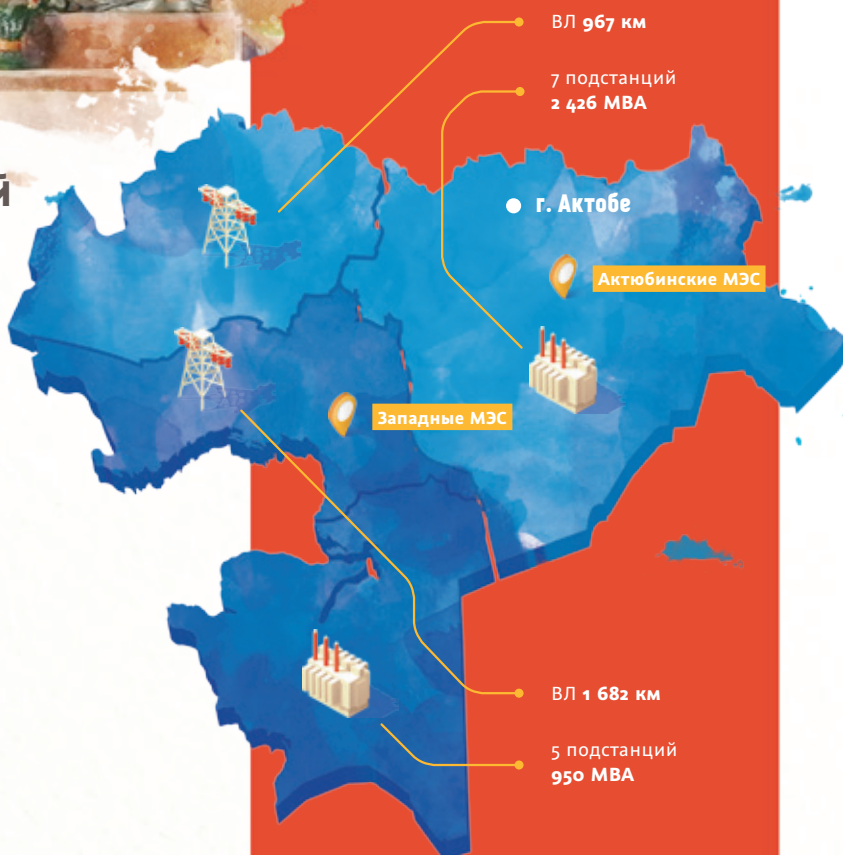 ВЛ 967 км
7 подстанций
2 426 МВА
й
г. Актобе
Актюбинские МЭС
Западные МЭС
ВЛ 1 682 км
5 подстанций
950 МВА